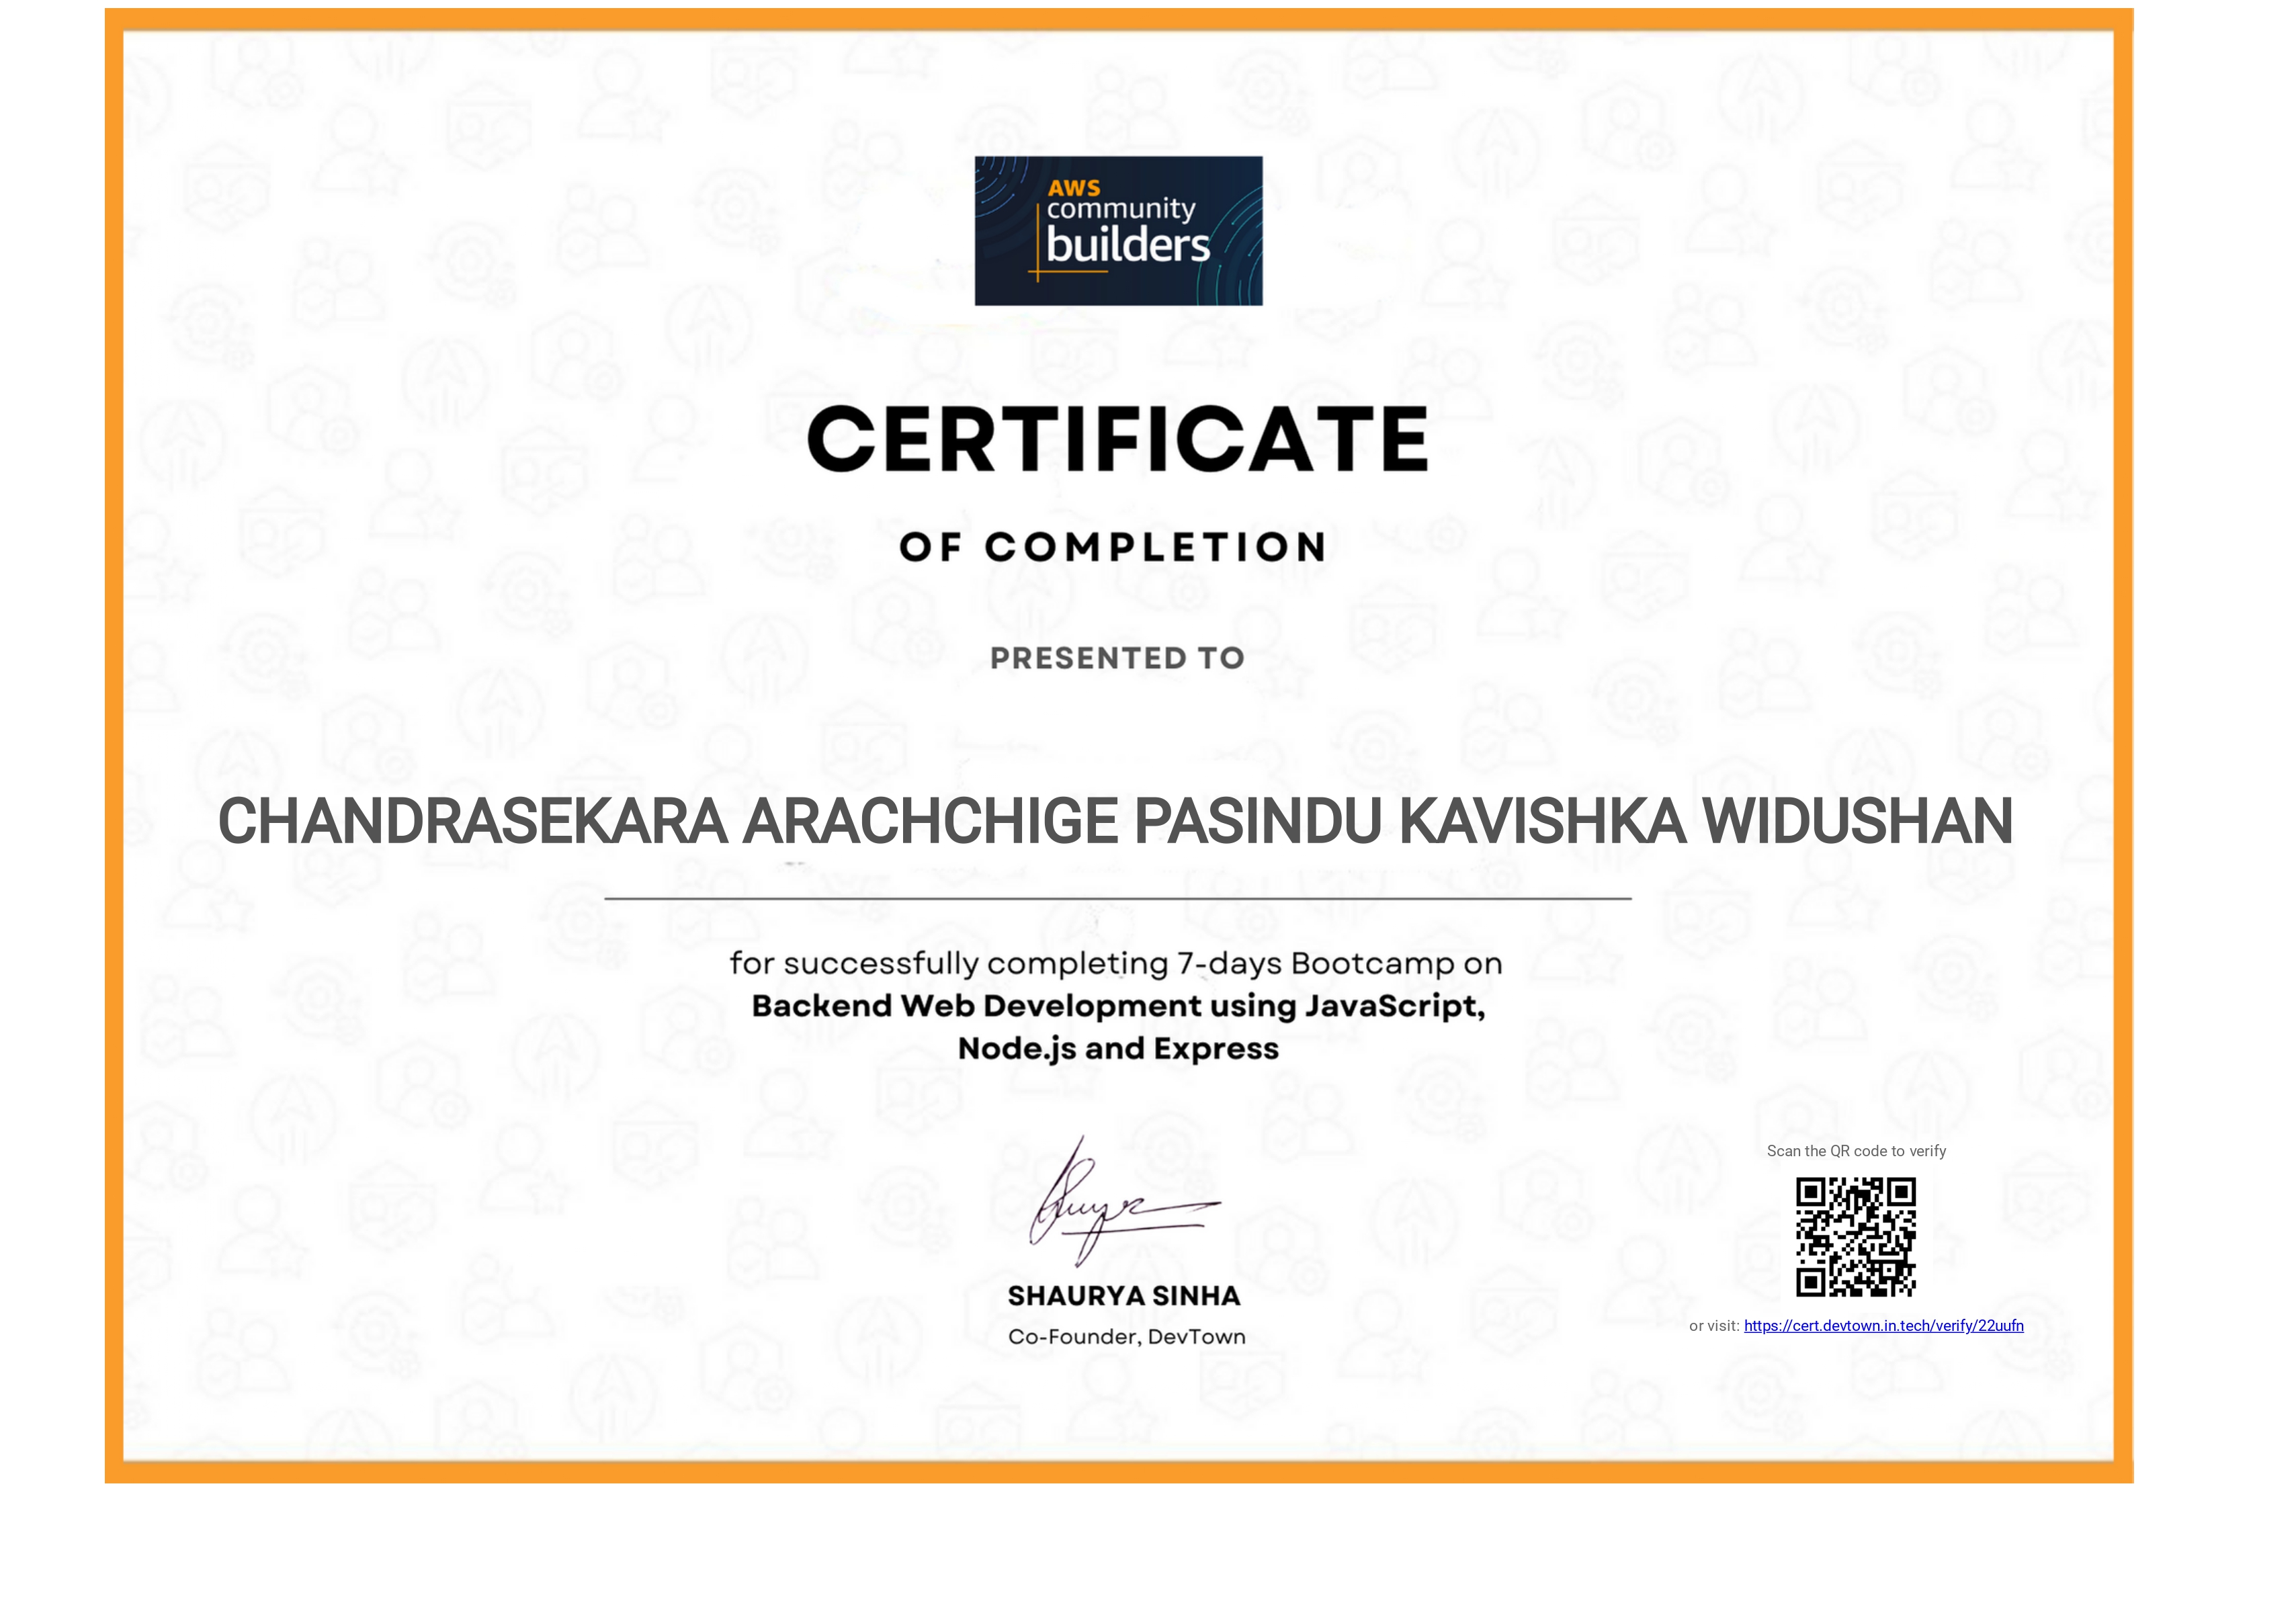 AWS
community
builders
CERTIFICATE
OF COMPLETION
PRESENTED TO
CHANDRASEKARA ARACHCHIGE PASINDU KAVISHKA WIDUSHAN
for successfully completing 7-days Bootcamp on
Backend Web Development using JavaScript,
Node.js and Express
SHAURYA SINHA
Co-Founder, DevTown
Scan the QR code to verify
or visit: https://cert.devtown.in.tech/verify/22uufn